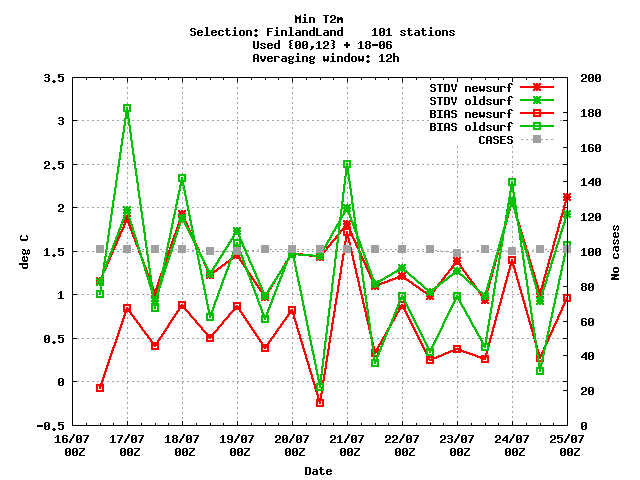 Min T2m
Selection: FinlandLand 101 stations
Used {00,12} + 18-06
Averaging window: 12h
STDV newsurf
STDV oldsurf
BIAS newsurf
BIAS oldsurf
CASES
3.5
3
2.5
2
1.5
1
0.5
0
-0.5
deg C
200
180
160
140
120
100
80
60
40
20
0
No cases
16/07 17/07 18/07 19/07 20/07 21/07 22/07 23/07 24/07 25/07
00Z 00Z 00Z 00Z 00Z 00Z 00Z 00Z 00Z 00Z
Date